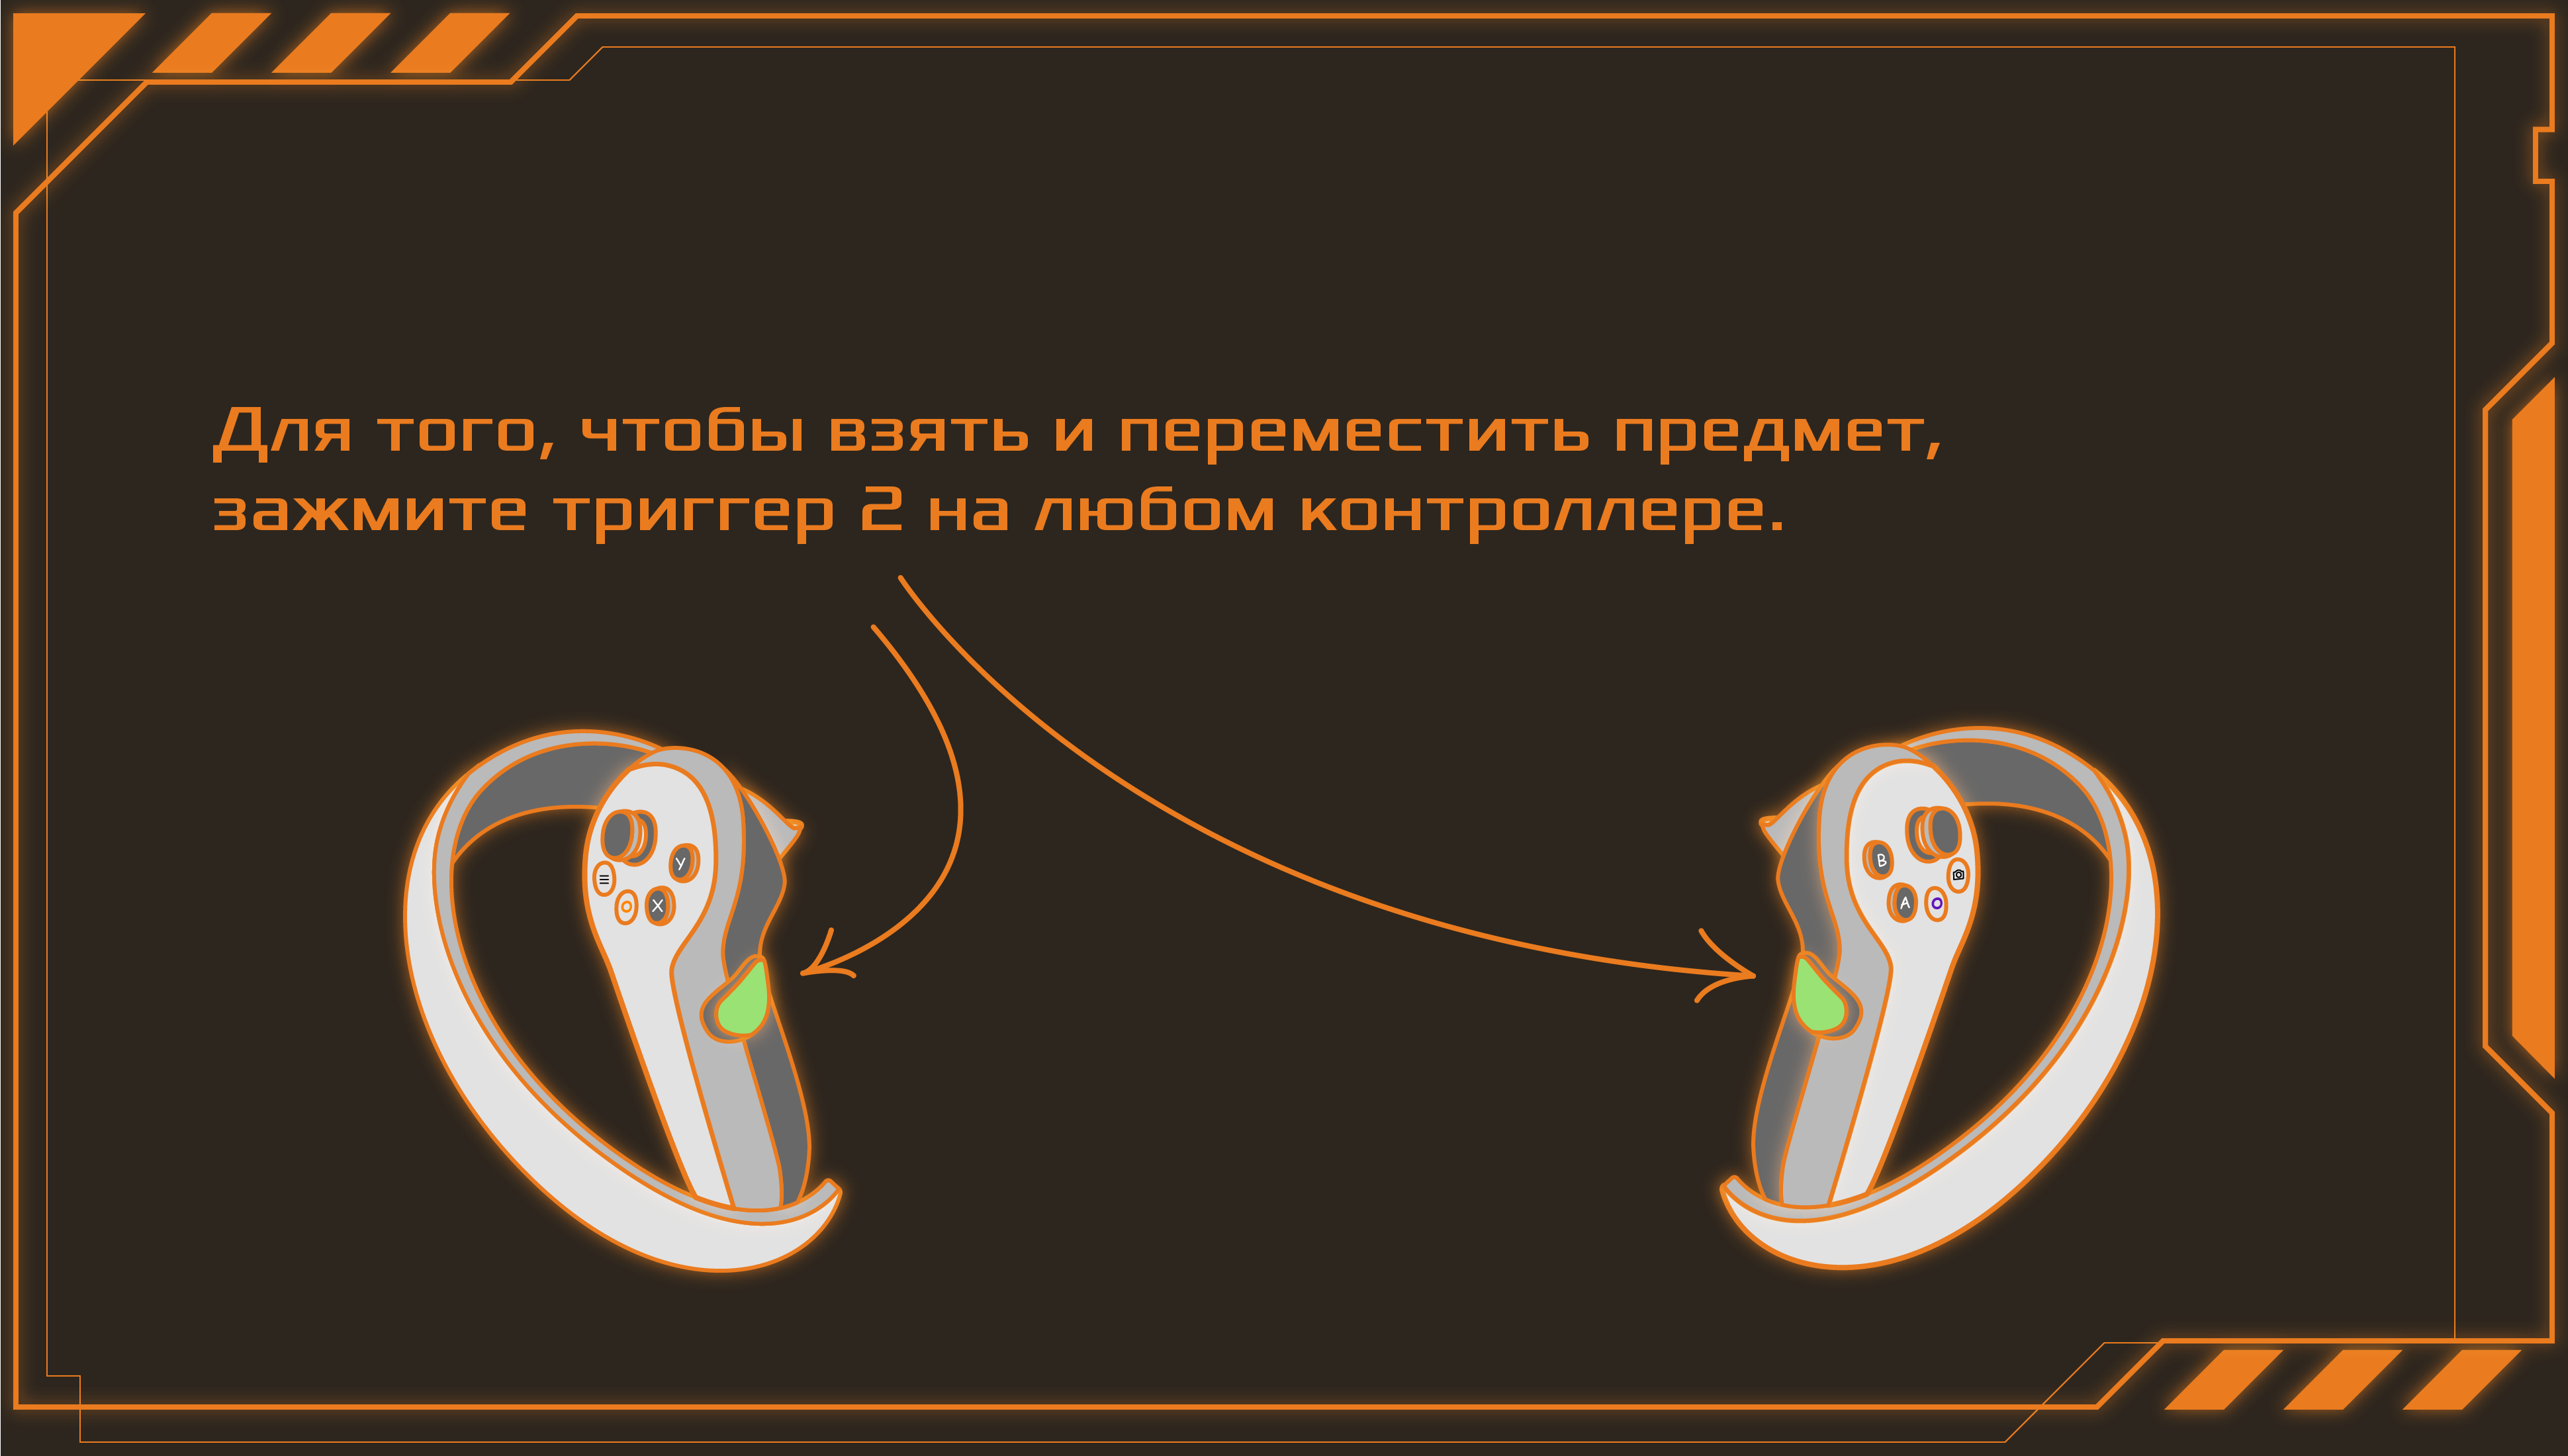 Для того, чтобы взять и переместить предмет,
зажмите триггер 2 на любом контроллере.
Y
X
B
A